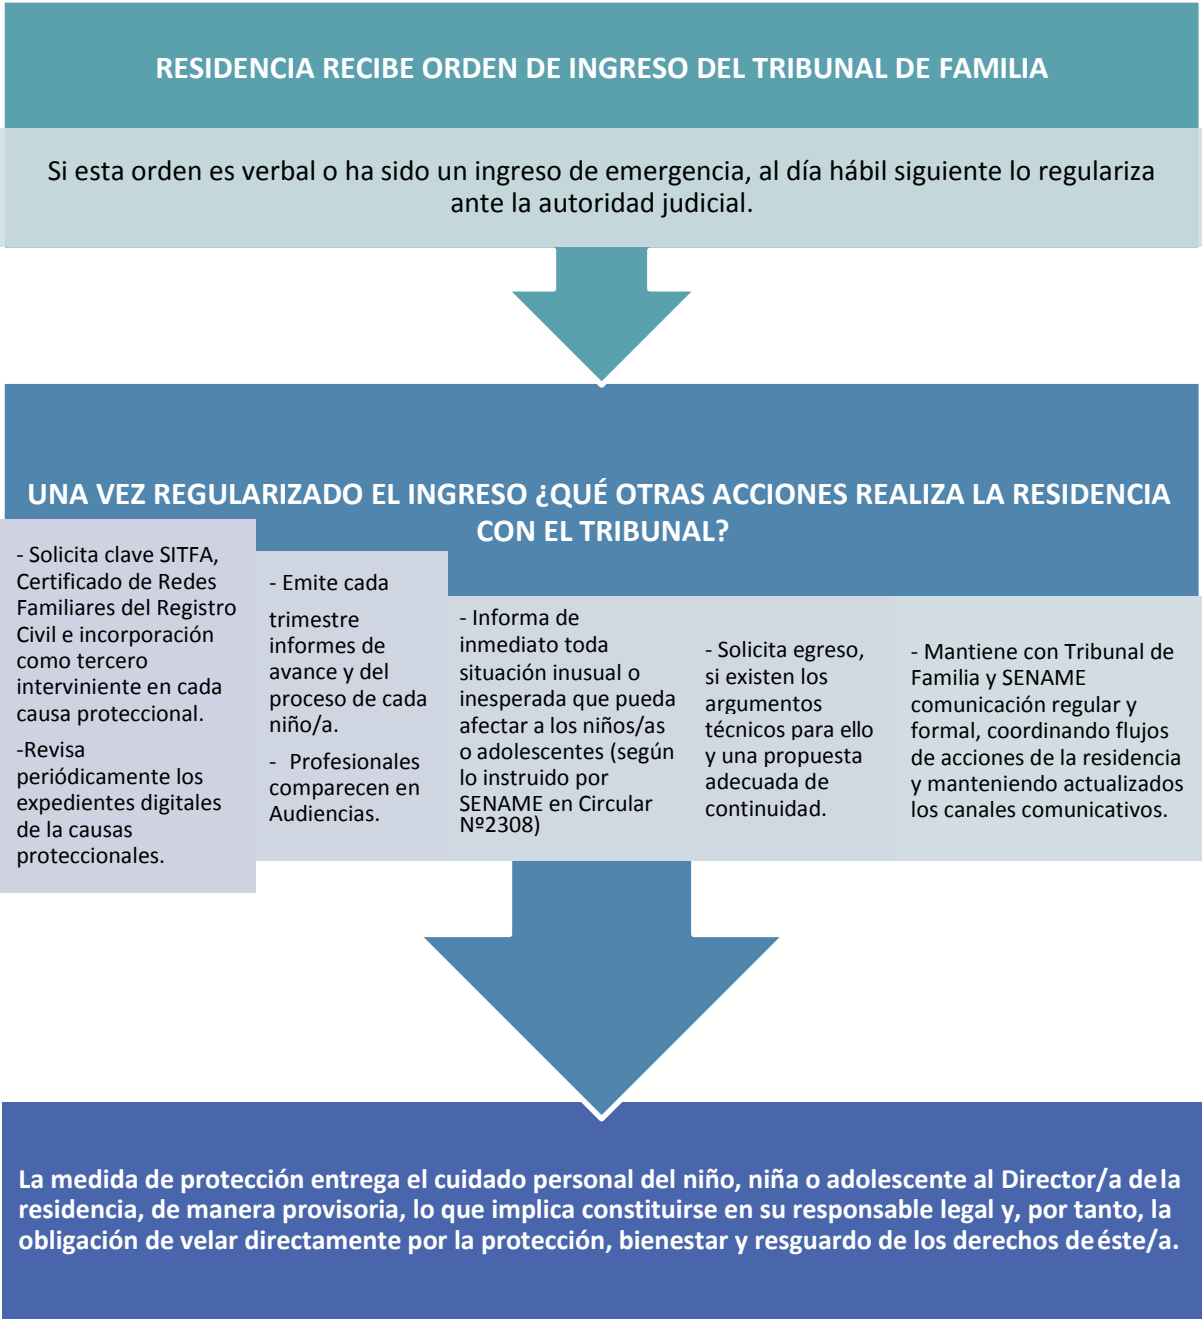 RESIDENCIA RECIBE ORDEN DE INGRESO DEL TRIBUNAL DE FAMILIA
Si esta orden es verbal o ha sido un ingreso de emergencia, al día hábil siguiente lo regulariza
ante la autoridad judicial.
UNA VEZ REGULARIZADO EL INGRESO ¿QUÉ OTRAS ACCIONES REALIZA LA RESIDENCIA
CON EL TRIBUNAL?
- Solicita clave SITFA,
Certificado de Redes
Familiares del Registro
Civil e incorporación
como tercero
interviniente en cada
causa proteccional.
-Revisa
periódicamente los
expedientes digitales
de la causas
proteccionales.
- Emite cada
trimestre
informes de
avance y del
proceso de cada
niño/a.
- Profesionales
comparecen en
Audiencias.
- Informa de
inmediato toda
situación inusual o
inesperada que pueda
afectar a los niños/as
o adolescentes (según
lo instruido por
SENAME en Circular
Nº2308)
- Solicita egreso,
si existen los
argumentos
técnicos para ello
y una propuesta
adecuada de
continuidad.
- Mantiene con Tribunal de
Familia y SENAME
comunicación regular y
formal, coordinando flujos
de acciones de la residencia
y manteniendo actualizados
los canales comunicativos.
La medida de protección entrega el cuidado personal del niño, niña o adolescente al Director/a de la
residencia, de manera provisoria, lo que implica constituirse en su responsable legal y, por tanto, la
obligación de velar directamente por la protección, bienestar y resguardo de los derechos de éste/a.